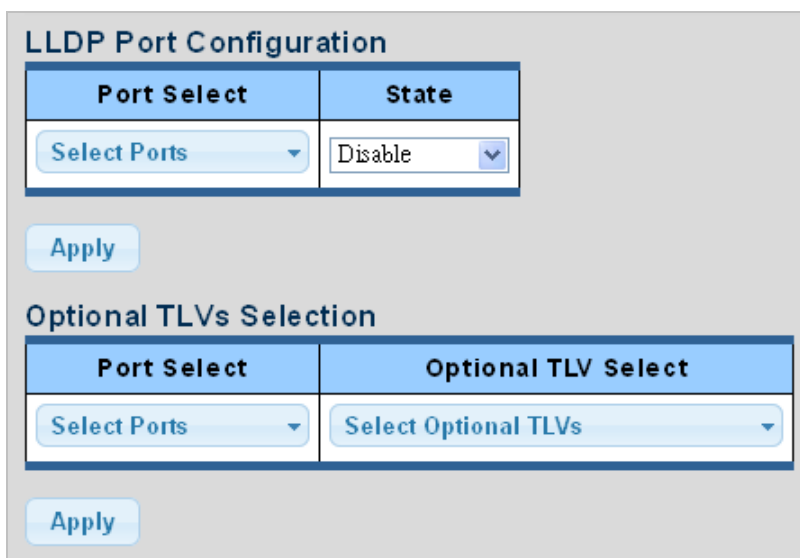 LLDP Port Configuration
Port Select State
Select Ports Disable
Apply
Optional TLVs Selection
Port Select Optional TLV Select
Select Ports Select Optional TLVs
Apply